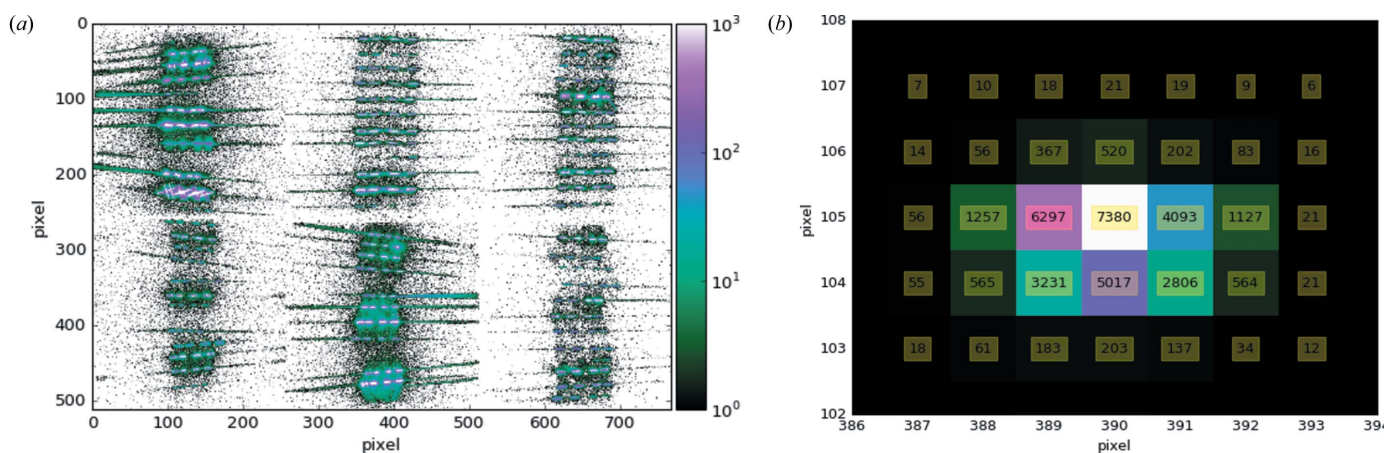 (a)
0
100
200
300
400
500
pixel
0 100 200 300 400 500 600 700
pixel
10³
10²
10¹
10⁰
(b)
108
107
106
105
104
103
102
pixel
7 10 18 21 19 9 6
14 56 367 520 202 83 16
56 1257 6297 7380 4093 1127 21
55 565 3231 5017 2806 564 21
18 61 183 203 137 34 12
386 387 388 389 390 391 392 393 394
pixel